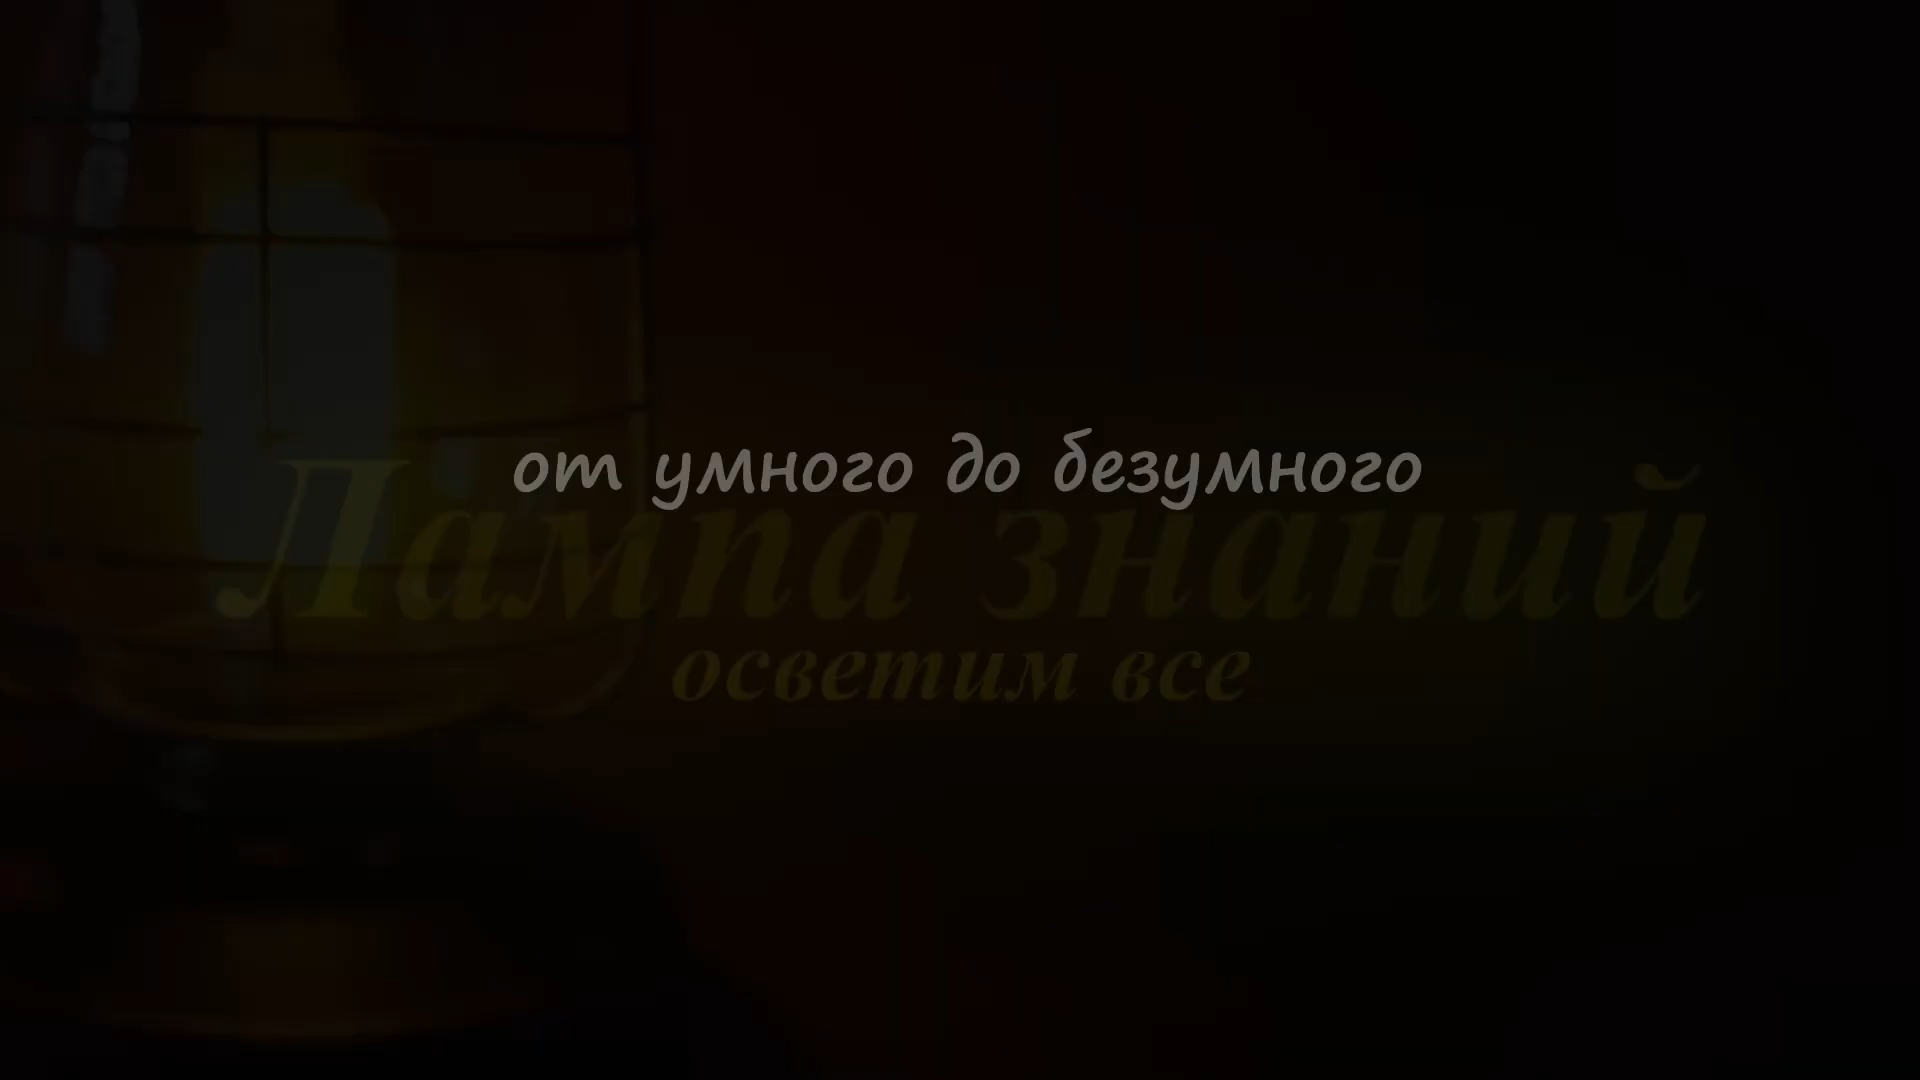 от умного до безумного
Лампа знаний
осветим все